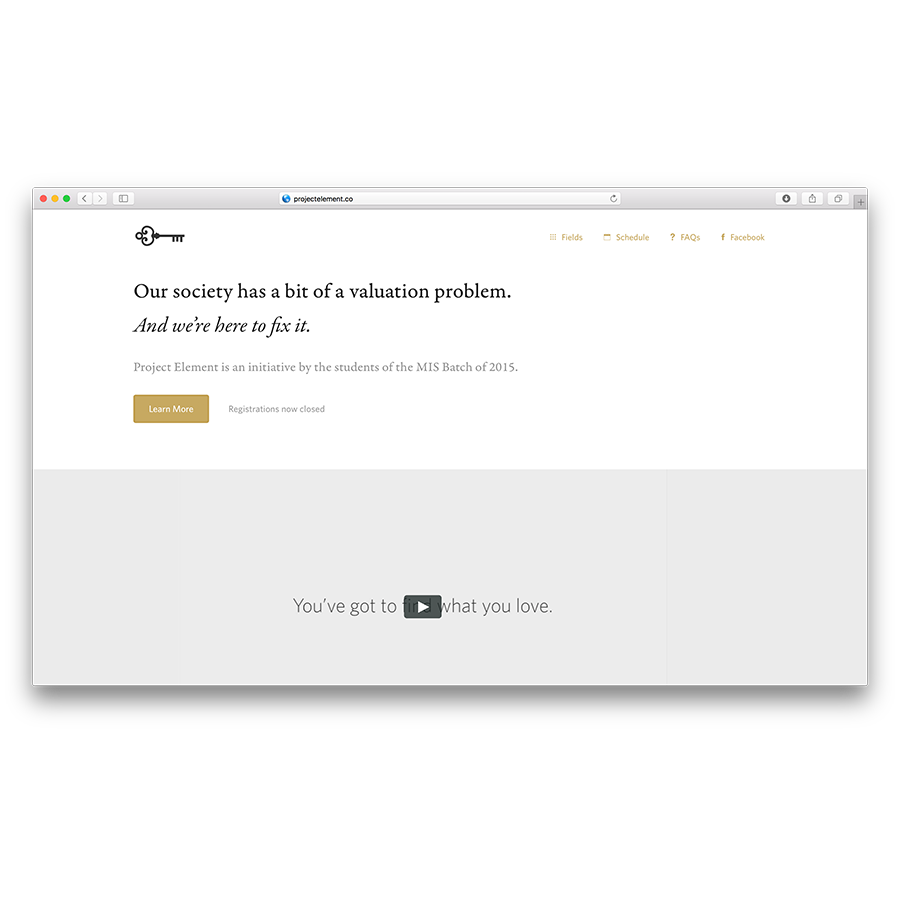 projectelement.co
Fields Schedule ? FAQs f Facebook
Our society has a bit of a valuation problem.
And we're here to fix it.
Project Element is an initiative by the students of the MIS Batch of 2015.
Learn More Registrations now closed
You've got to find what you love.